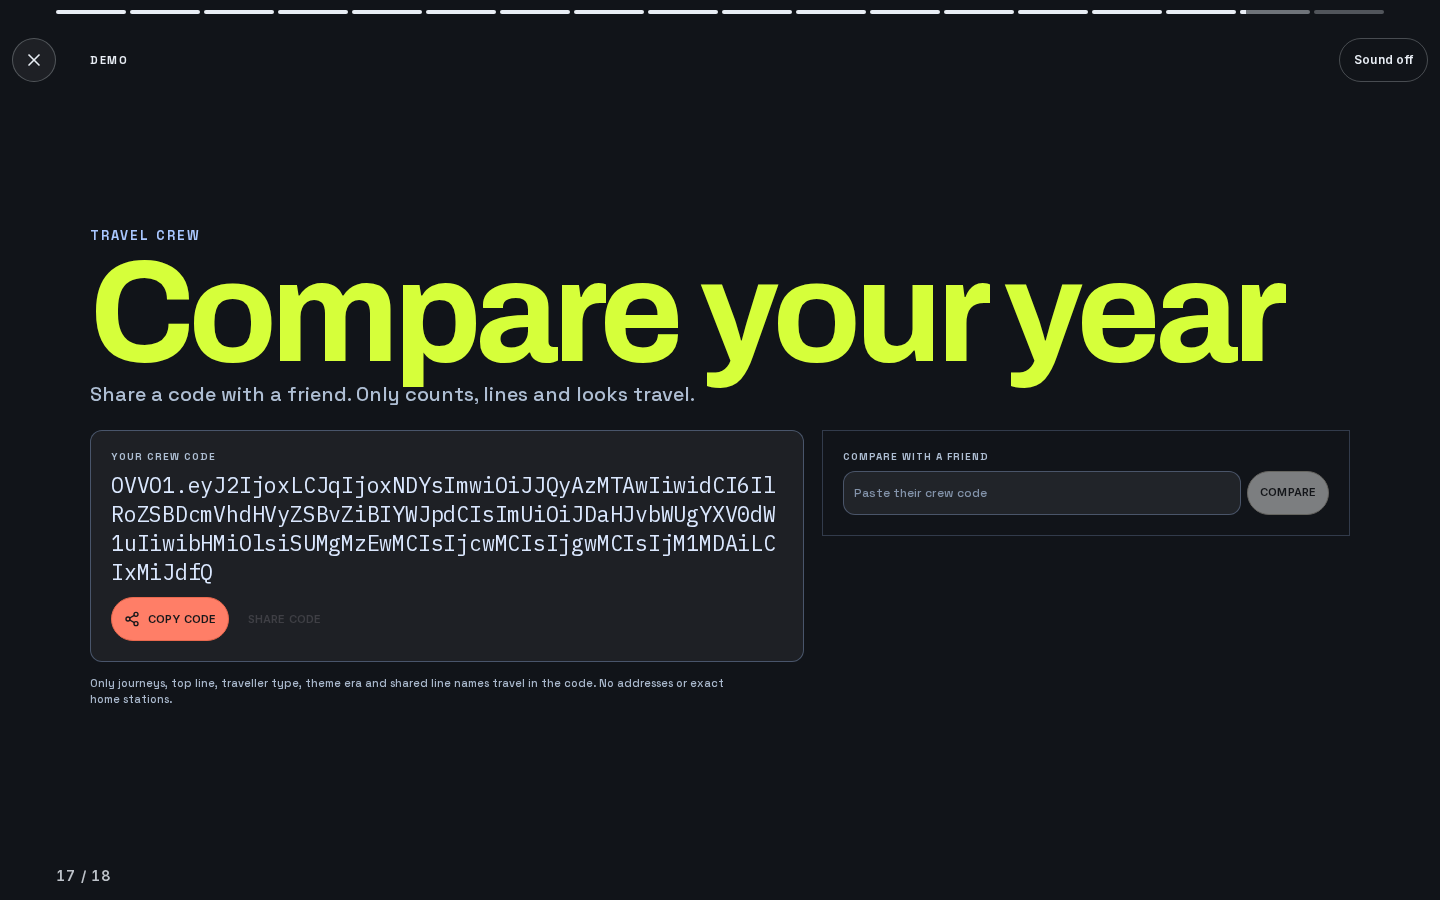 DEMO
Sound off
TRAVEL CREW
Compare your year
Share a code with a friend. Only counts, lines and looks travel.
YOUR CREW CODE
OVVO1.eyJ2IjoxLCJqIjoxNDYsImwiOiJJQyAzMTAwIiwidCI6Il
RoZSBDcmVhdHVyZSBvZiBIYWJpdCIsImUiOiJDaHJvbWUgYXV0dW
1uIiwibHMiOlsiSUMgMzEwMCIsIjcwMCIsIjgwMCIsIjM1MDAiLC
IxMiJdfQ
COPY CODE
SHARE CODE
COMPARE WITH A FRIEND
Paste their crew code
COMPARE
Only journeys, top line, traveller type, theme era and shared line names travel in the code. No addresses or exact
home stations.
17 / 18